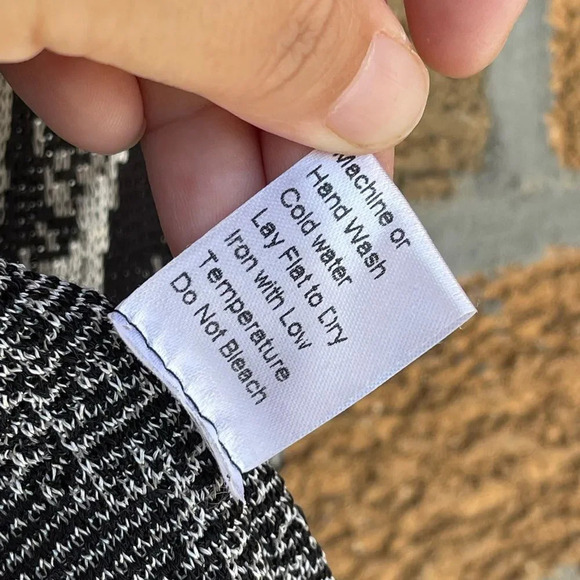 Machine or
Hand Wash
Cold water
Lay Flat to Dry
Iron with Low
Temperature
Do Not Bleach